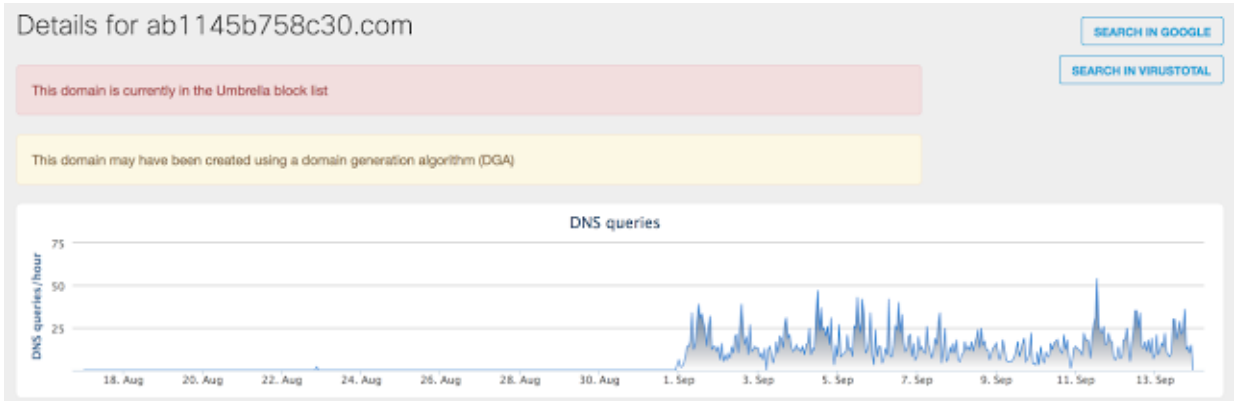 Details for ab1145b758c30.com
SEARCH IN GOOGLE
SEARCH IN VIRUSTOTAL
This domain is currently in the Umbrella block list
This domain may have been created using a domain generation algorithm (DGA)
DNS queries
DNS queries/hour
75
50
25
18. Aug 20. Aug 22. Aug 24. Aug 26. Aug 28. Aug 30. Aug 1. Sep 3. Sep 5. Sep 7. Sep 9. Sep 11. Sep 13. Sep